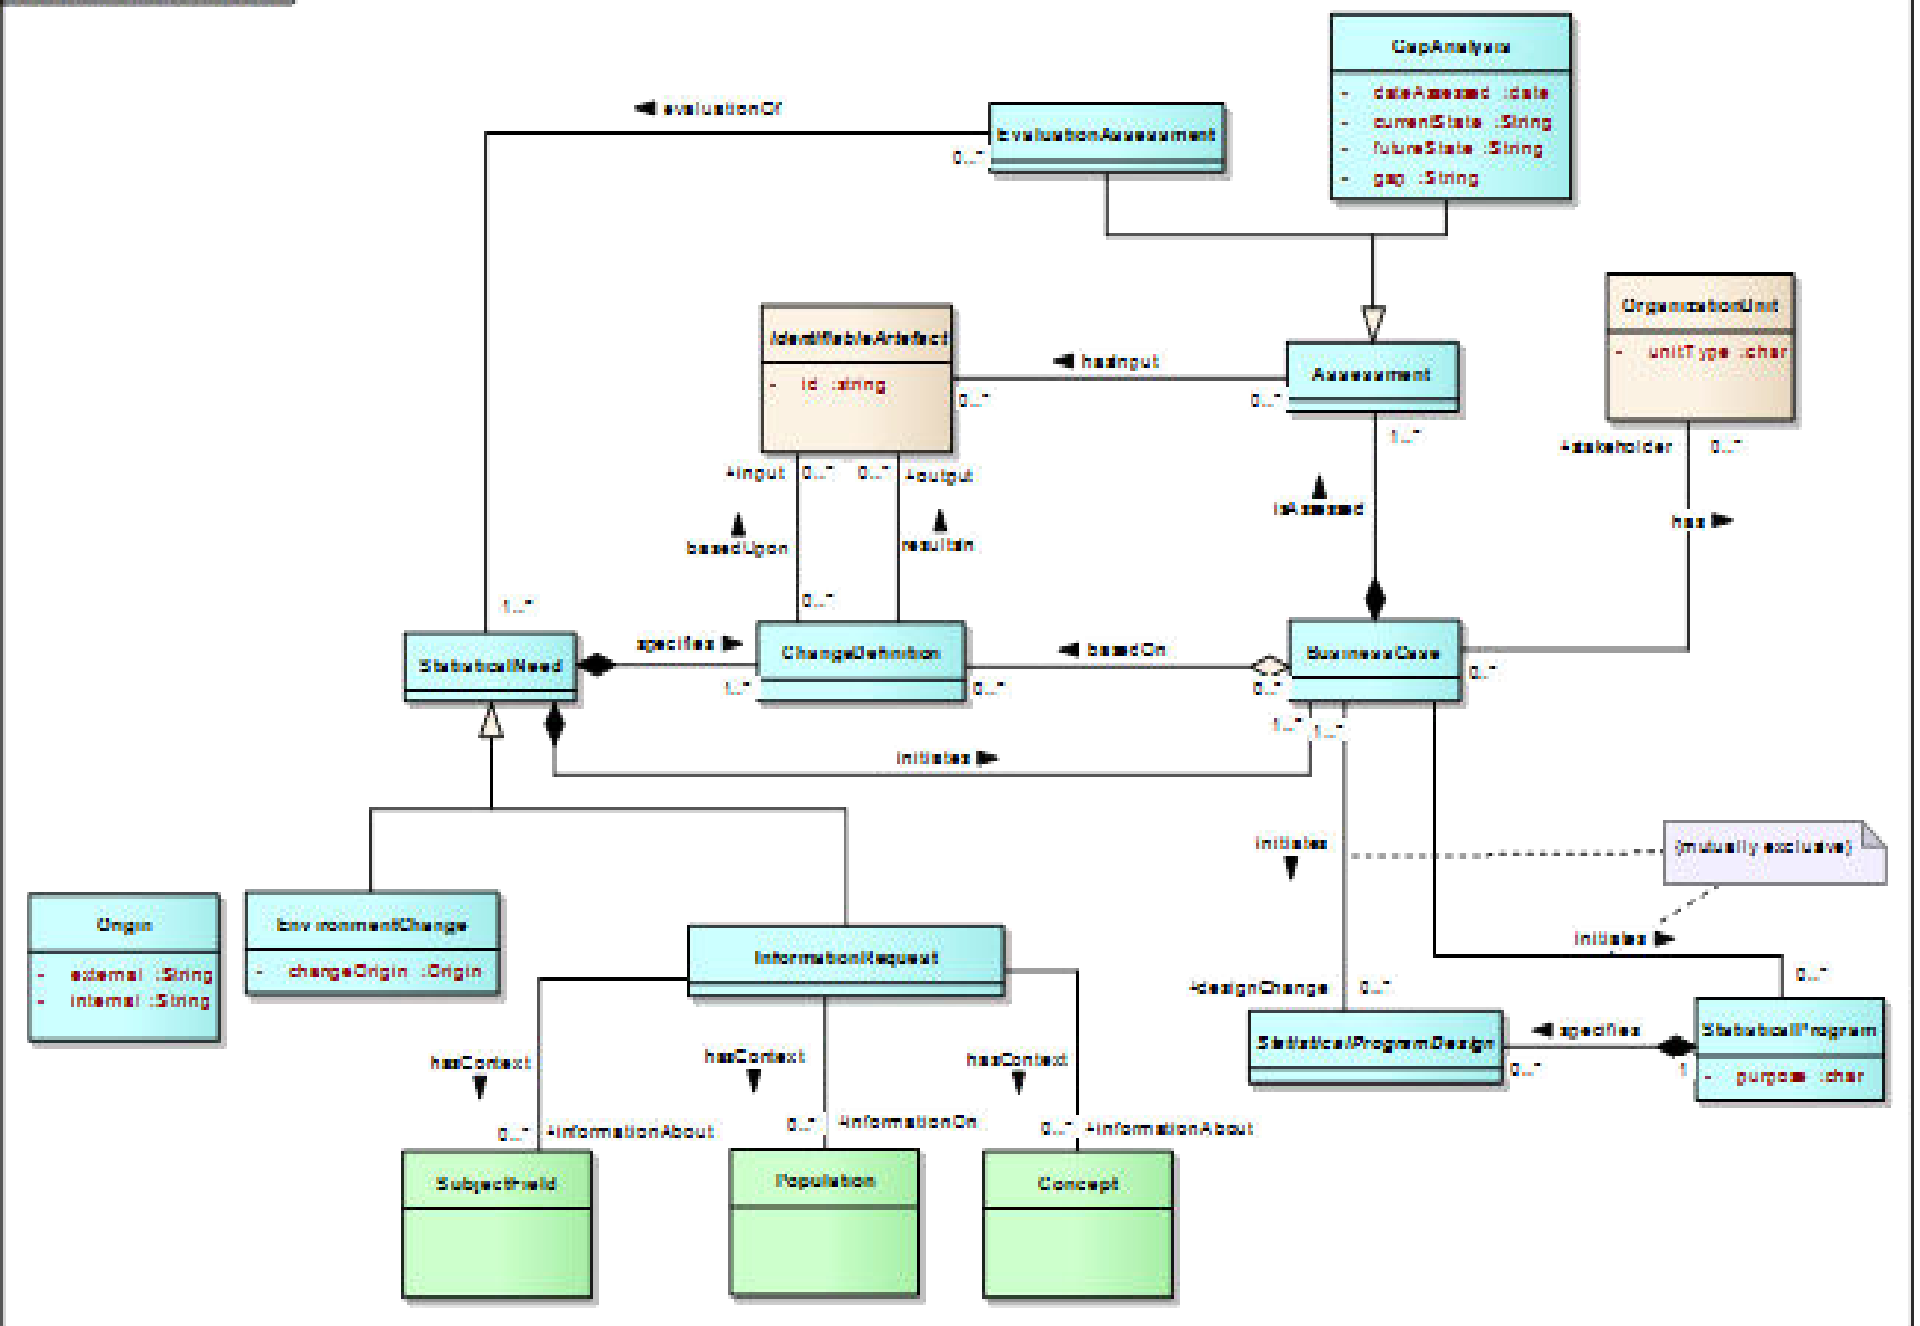 GapAnalysis
- dateAssessed :date
- currentState :String
- futureState :String
- gap :String
evaluationOf
EvaluationAssessment
0..*
OrganizationUnit
- unitType :char
IdentifiableArtefact
- id :string
hasInput
0..*
0..*
Assessment
1..*
+stakeholder
0..*
+input
0..*
0..*
+output
isAssessed
has
basedUpon
resultsIn
0..*
1..*
StatisticalNeed
specifies
1..*
ChangeDefinition
0..*
basedOn
0..*
BusinessCase
0..*
1..*
1..*
initiates
initiates
{mutually exclusive}
initiates
Origin
- external :String
- internal :String
EnvironmentChange
- changeOrigin :Origin
InformationRequest
+designChange
0..*
0..*
StatisticalProgramDesign
0..*
specifies
1
StatisticalProgram
- purpose :char
hasContext
hasContext
hasContext
0..*
+informationAbout
0..*
+informationOn
0..*
+informationAbout
SubjectField
Population
Concept